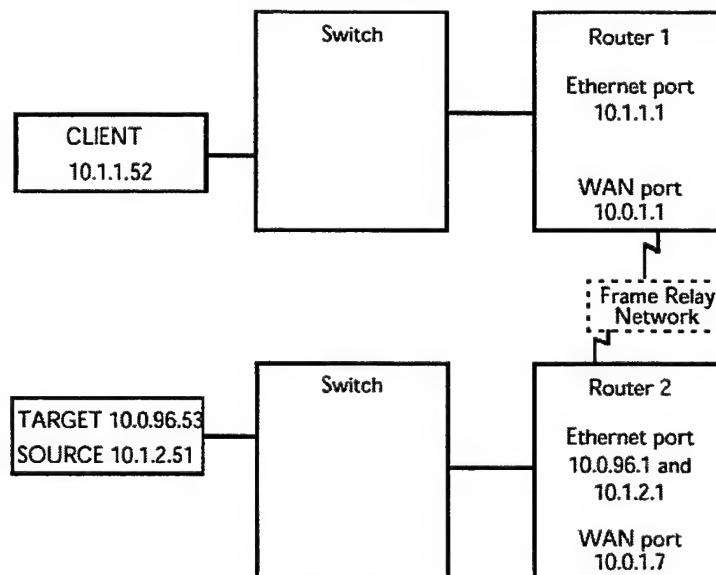 Switch
Router 1
Ethernet port
10.1.1.1
CLIENT
10.1.1.52
WAN port
10.0.1.1
Frame Relay
Network
Switch
Router 2
TARGET 10.0.96.53
SOURCE 10.1.2.51
Ethernet port
10.0.96.1 and
10.1.2.1
WAN port
10.0.1.7